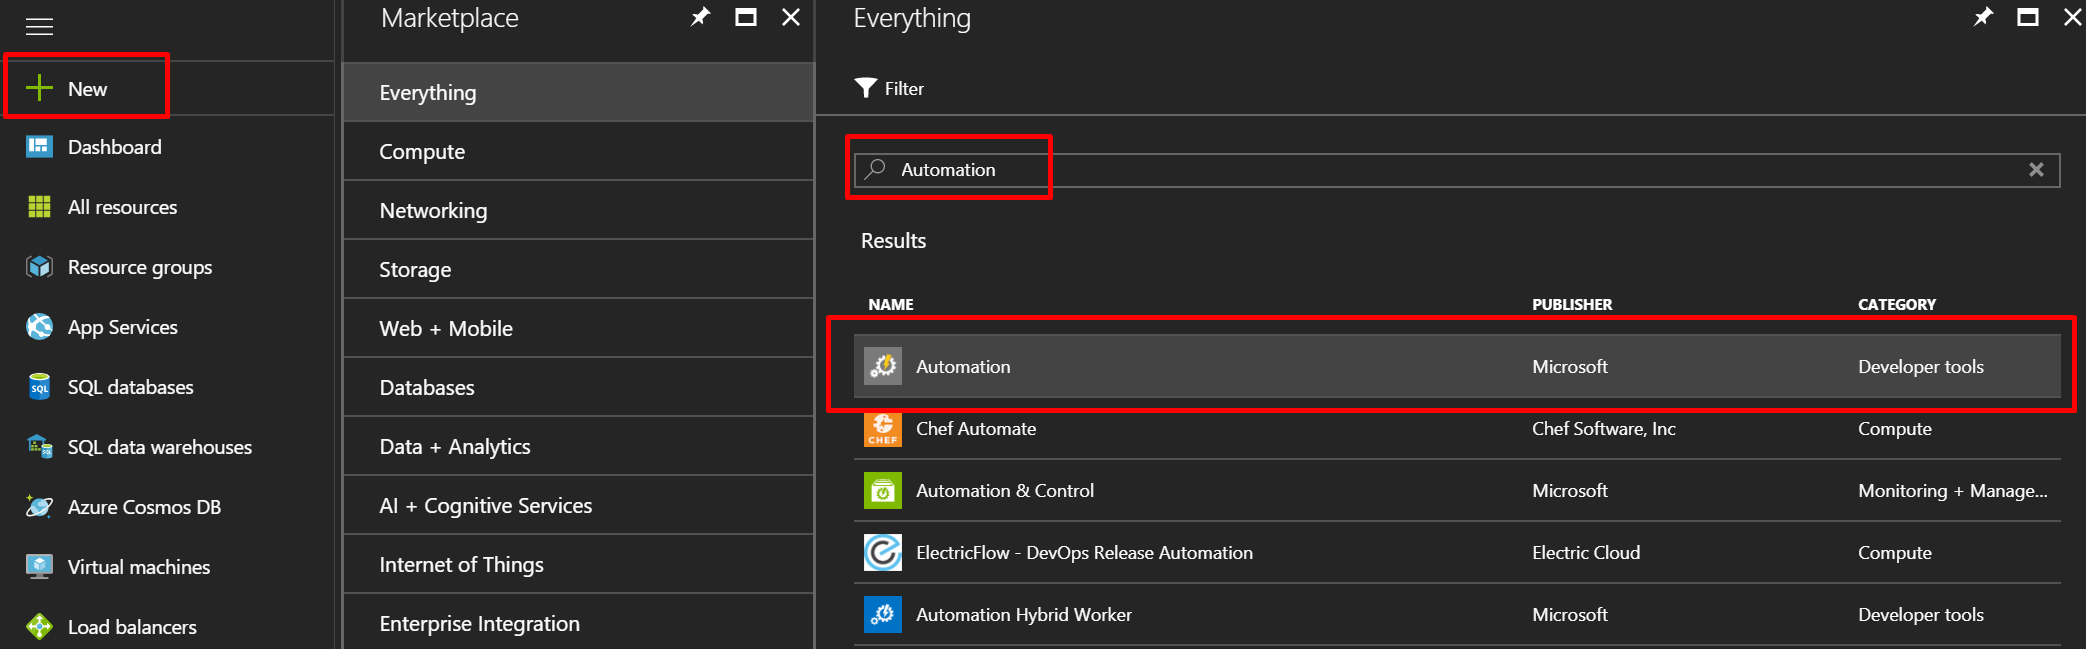 New
Dashboard
All resources
Resource groups
App Services
SQL
SQL databases
SQL data warehouses
Azure Cosmos DB
Virtual machines
Load balancers
Marketplace
Everything
Compute
Networking
Storage
Web + Mobile
Databases
Data + Analytics
AI + Cognitive Services
Internet of Things
Enterprise Integration
Everything
Filter
Automation
Results
NAME PUBLISHER CATEGORY
Automation Microsoft Developer tools
CHEF Chef Automate Chef Software, Inc Compute
Automation & Control Microsoft Monitoring + Manage...
ElectricFlow - DevOps Release Automation Electric Cloud Compute
Automation Hybrid Worker Microsoft Developer tools